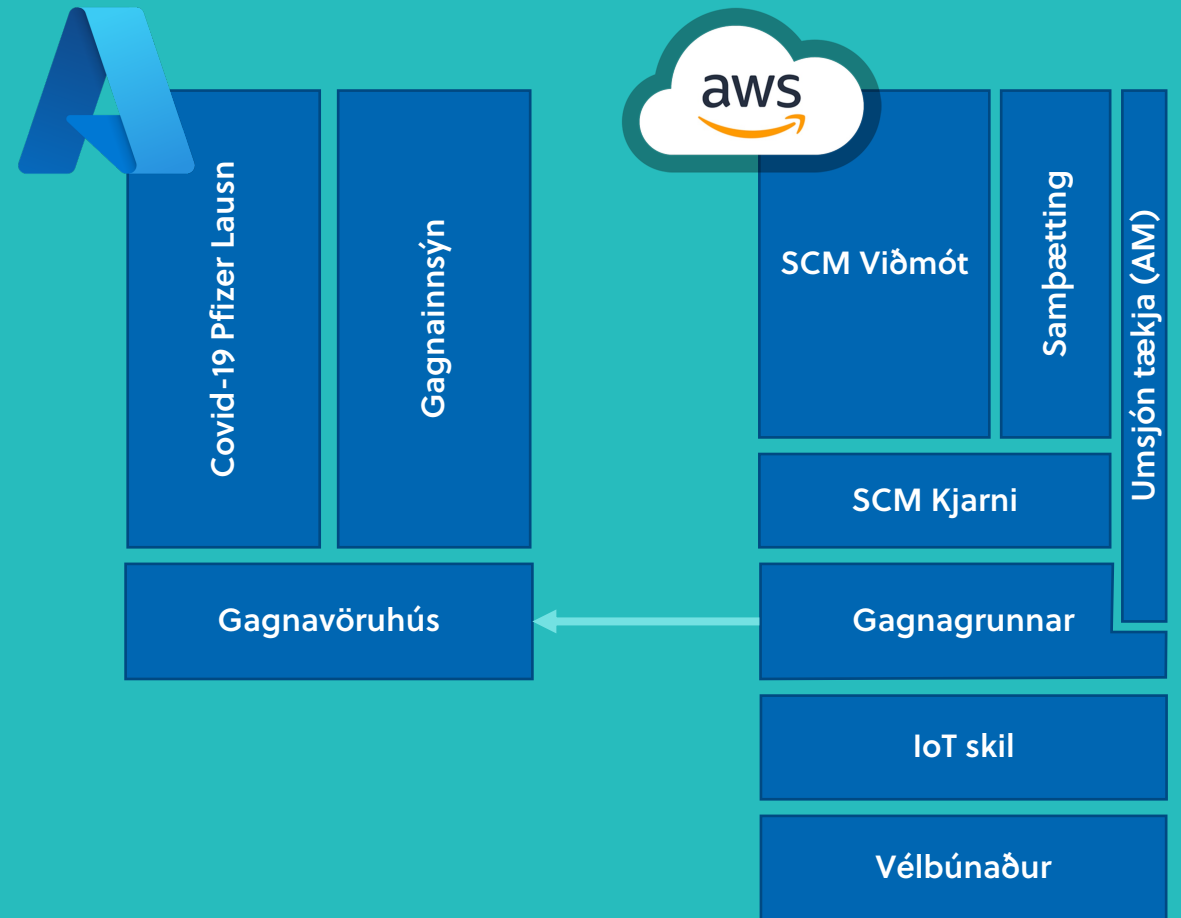 Covid-19 Pfizer Lausn
Gagnainnsýn
Gagnavöruhús
aws
SCM Viðmót
Samþætting
Umsjón tækja (AM)
SCM Kjarni
Gagnagrunnar
IoT skil
Vélbúnaður